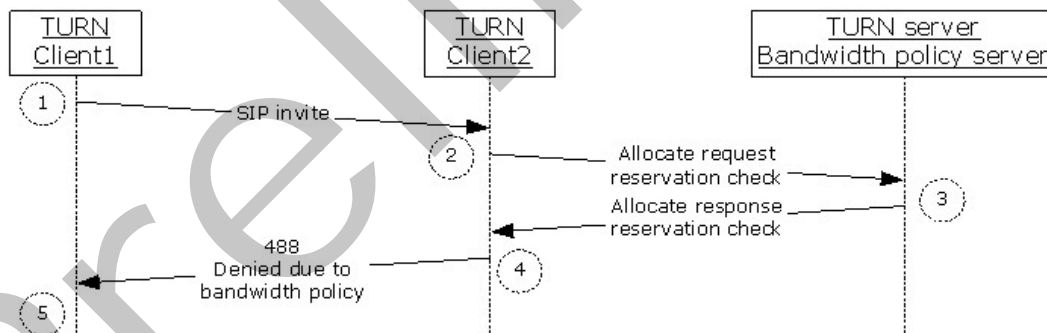 TURN
Client1
TURN
Client2
TURN server
Bandwidth policy server
1
SIP invite
2
Allocate request
reservation check
3
Allocate response
reservation check
488
Denied due to
bandwidth policy
4
5